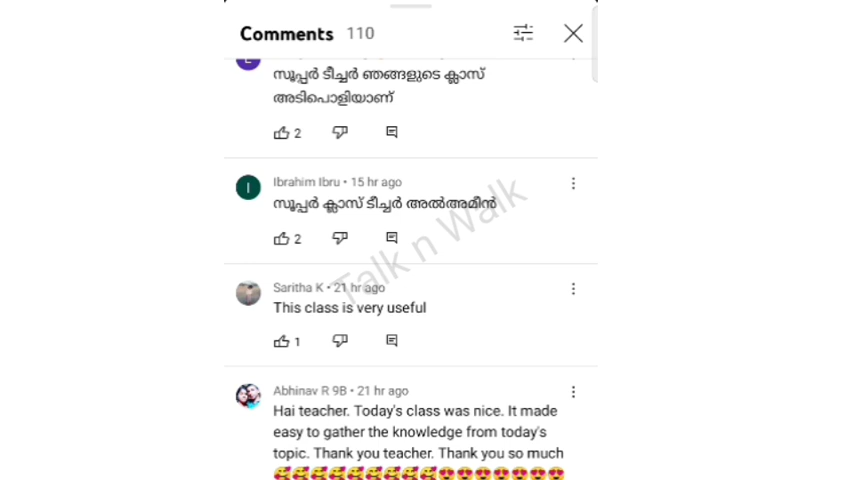 Comments 110
സൂപ്പർ ടീച്ചർ ഞങ്ങളുടെ ക്ലാസ്
അടിപൊളിയാണ്
2
Ibrahim Ibru • 15 hr ago
I
സൂപ്പർ ക്ലാസ് ടീച്ചർ അൽഅമീൻ
2
Talk n Walk
Saritha K • 21 hr ago
This class is very useful
1
Abhinav R 9B • 21 hr ago
Hai teacher. Today's class was nice. It made
easy to gather the knowledge from today's
topic. Thank you teacher. Thank you so much
🥰🥰🥰🥰🥰🥰🥰🥰🥰😍😍😍😍😍😍😍